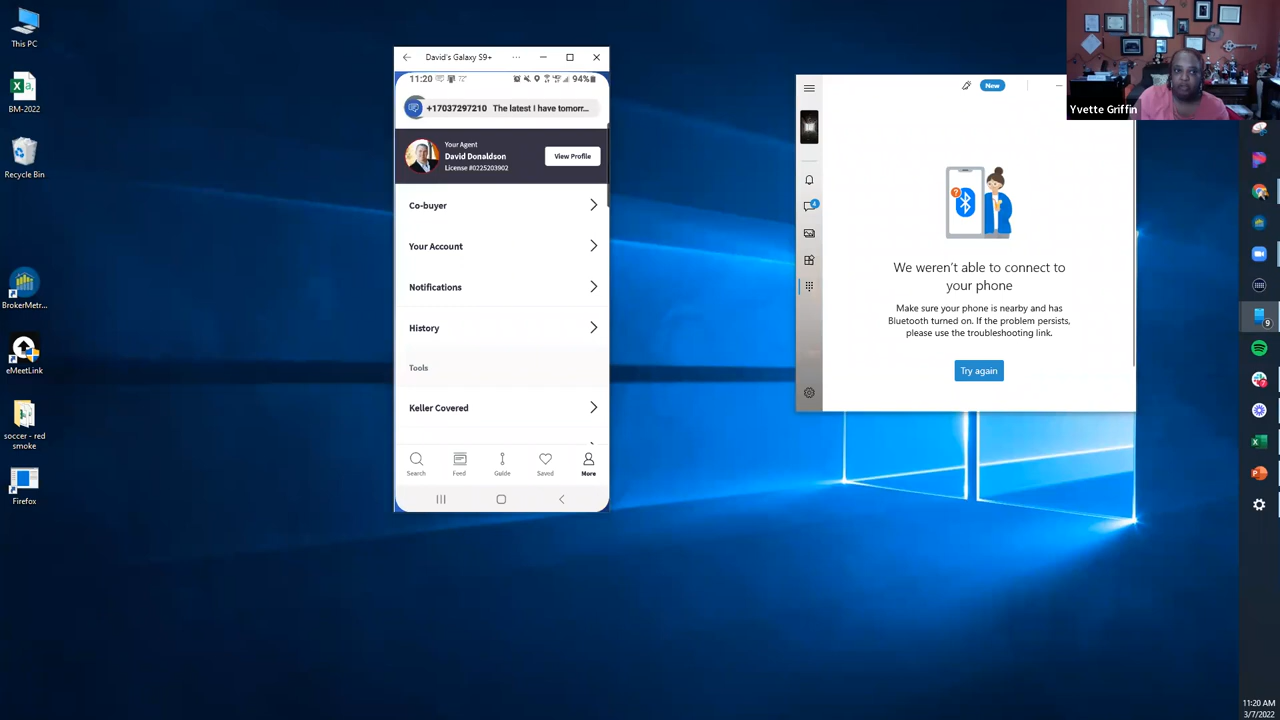 This PC
BM-2022
Recycle Bin
BrokerMetr...
eMeetLink
soccer - red
smoke
Firefox
David's Galaxy S9+
11:20
94%
+17037297210 The latest I have tomorr...
Your Agent
David Donaldson
License #0225203902
View Profile
Co-buyer
Your Account
Notifications
History
Tools
Keller Covered
Search
Feed
Guide
Saved
More
New
4
We weren't able to connect to
your phone
Make sure your phone is nearby and has
Bluetooth turned on. If the problem persists,
please use the troubleshooting link.
Try again
Yvette Griffin
9
11:20 AM
3/7/2022